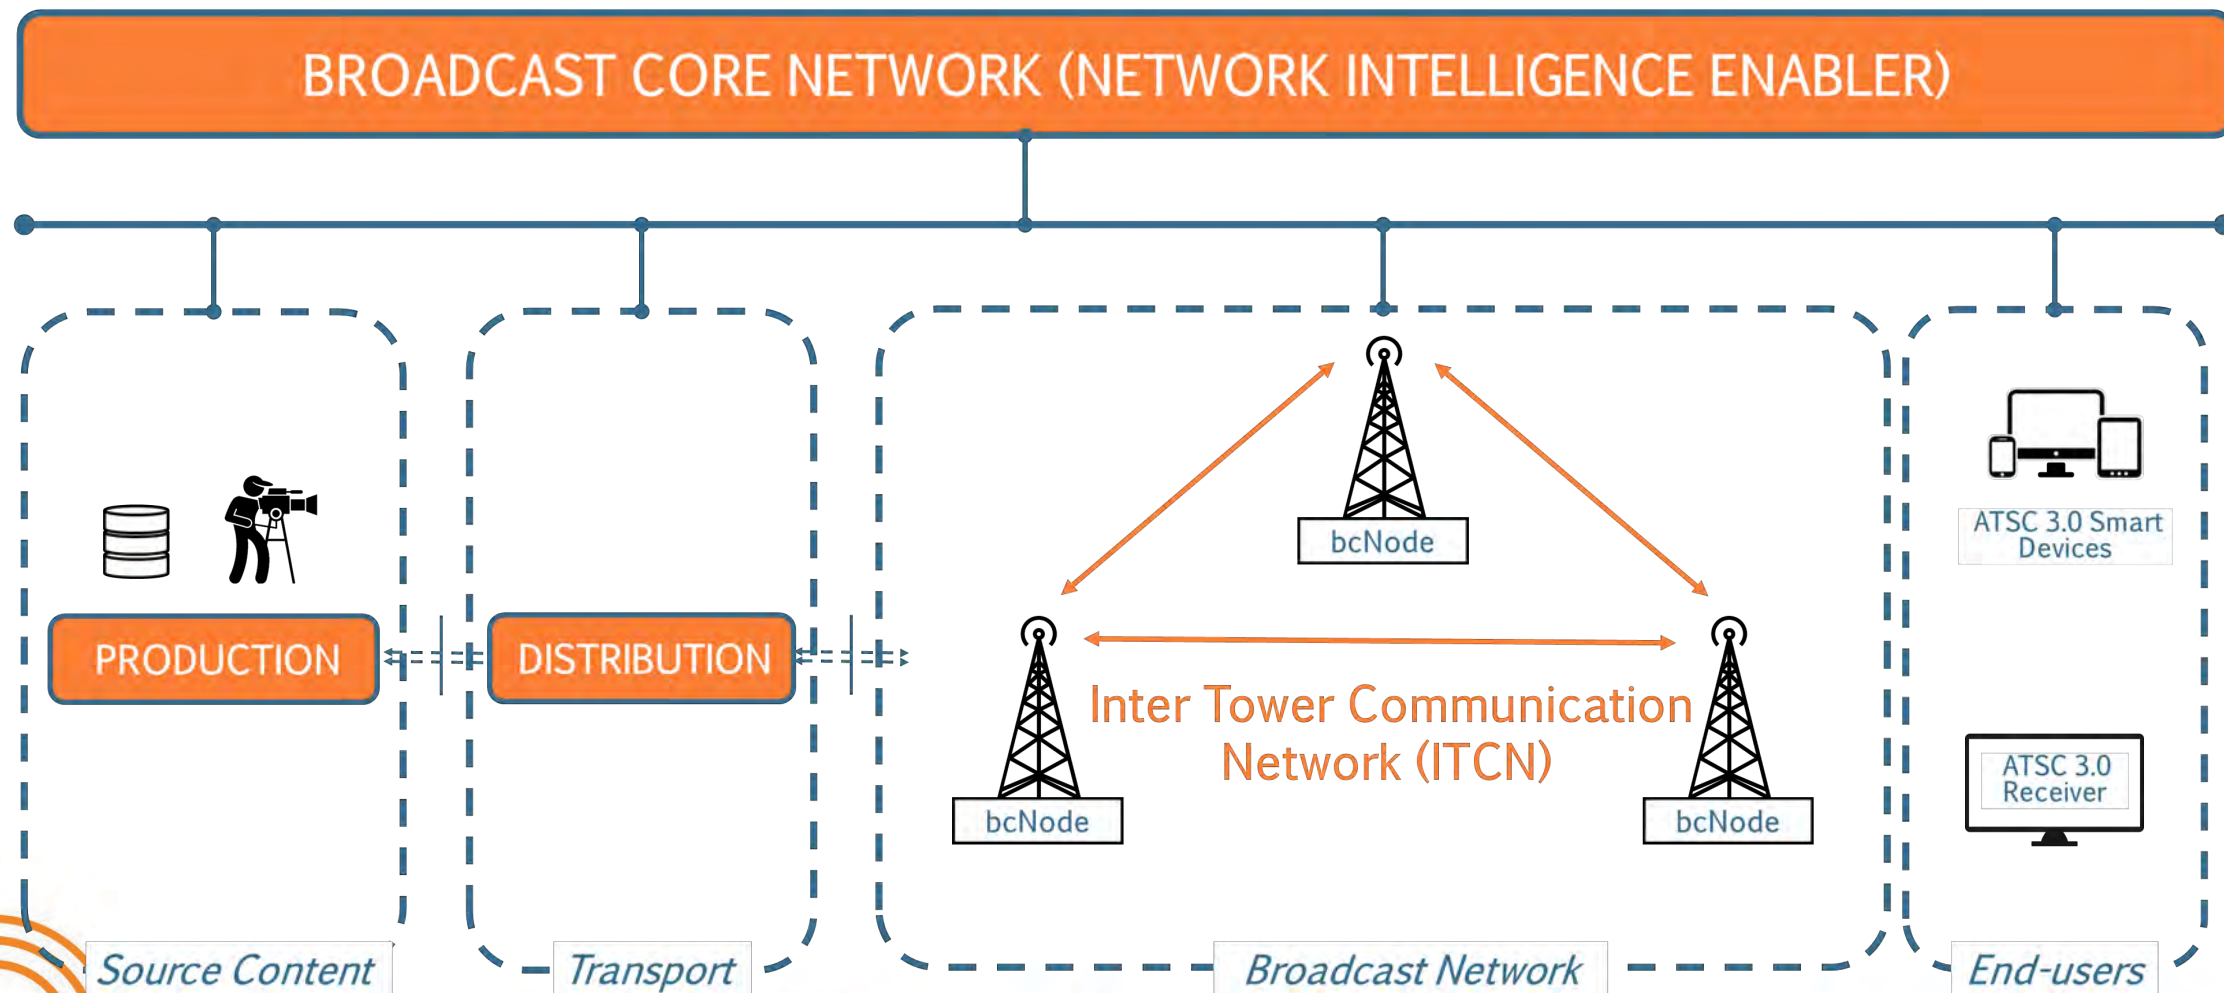 BROADCAST CORE NETWORK (NETWORK INTELLIGENCE ENABLER)
PRODUCTION
DISTRIBUTION
bcNode
bcNode
bcNode
Inter Tower Communication
Network (ITCN)
ATSC 3.0 Smart
Devices
ATSC 3.0
Receiver
Source Content
Transport
Broadcast Network
End-users